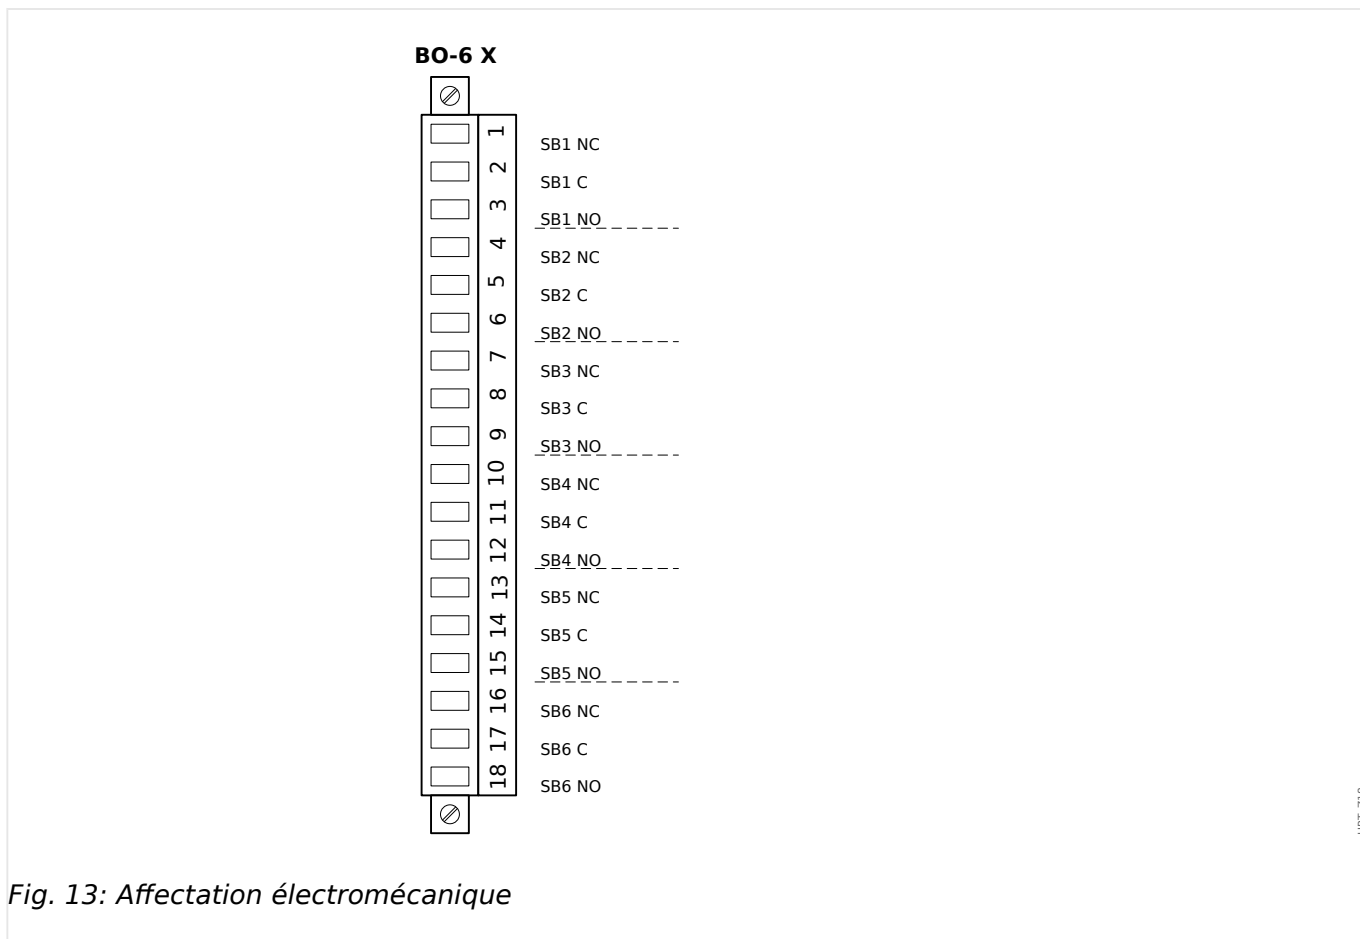 BO-6 X
1 SB1 NC
2 SB1 C
3 SB1 NO
4 SB2 NC
5 SB2 C
6 SB2 NO
7 SB3 NC
8 SB3 C
9 SB3 NO
10 SB4 NC
11 SB4 C
12 SB4 NO
13 SB5 NC
14 SB5 C
15 SB5 NO
16 SB6 NC
17 SB6 C
18 SB6 NO
Fig. 13: Affectation électromécanique